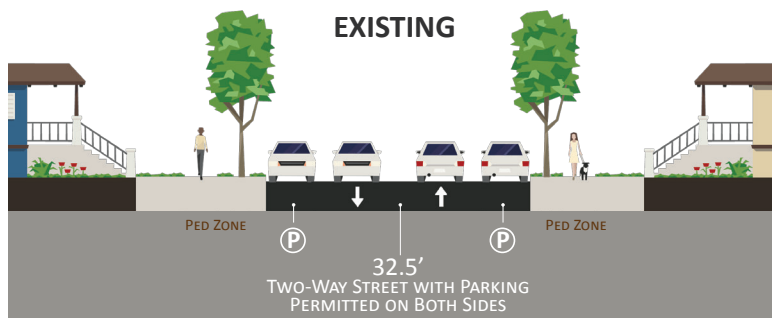 EXISTING
PED ZONE
PED ZONE
P
P
32.5'
TWO-WAY STREET WITH PARKING
PERMITTED ON BOTH SIDES